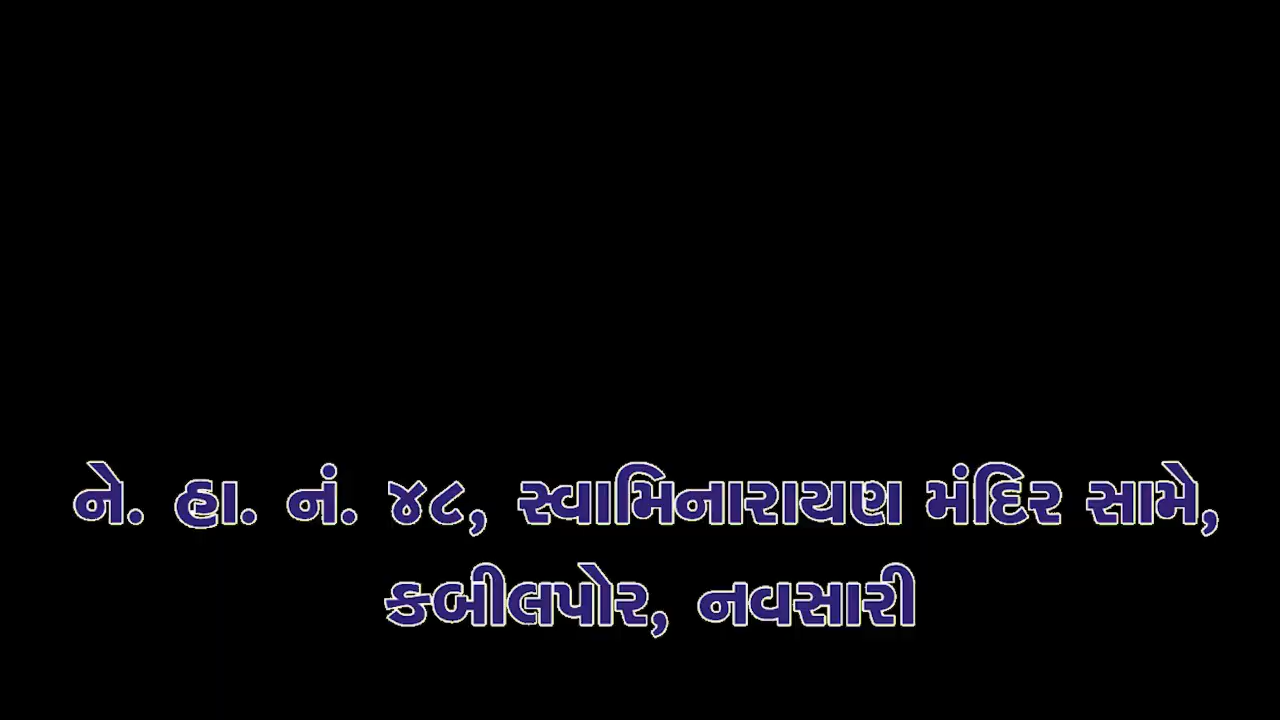 ને. હા. નં. ૪૮, સ્વામિનારાયણ મંદિર સામે,
કબીલપોર, નવસારી